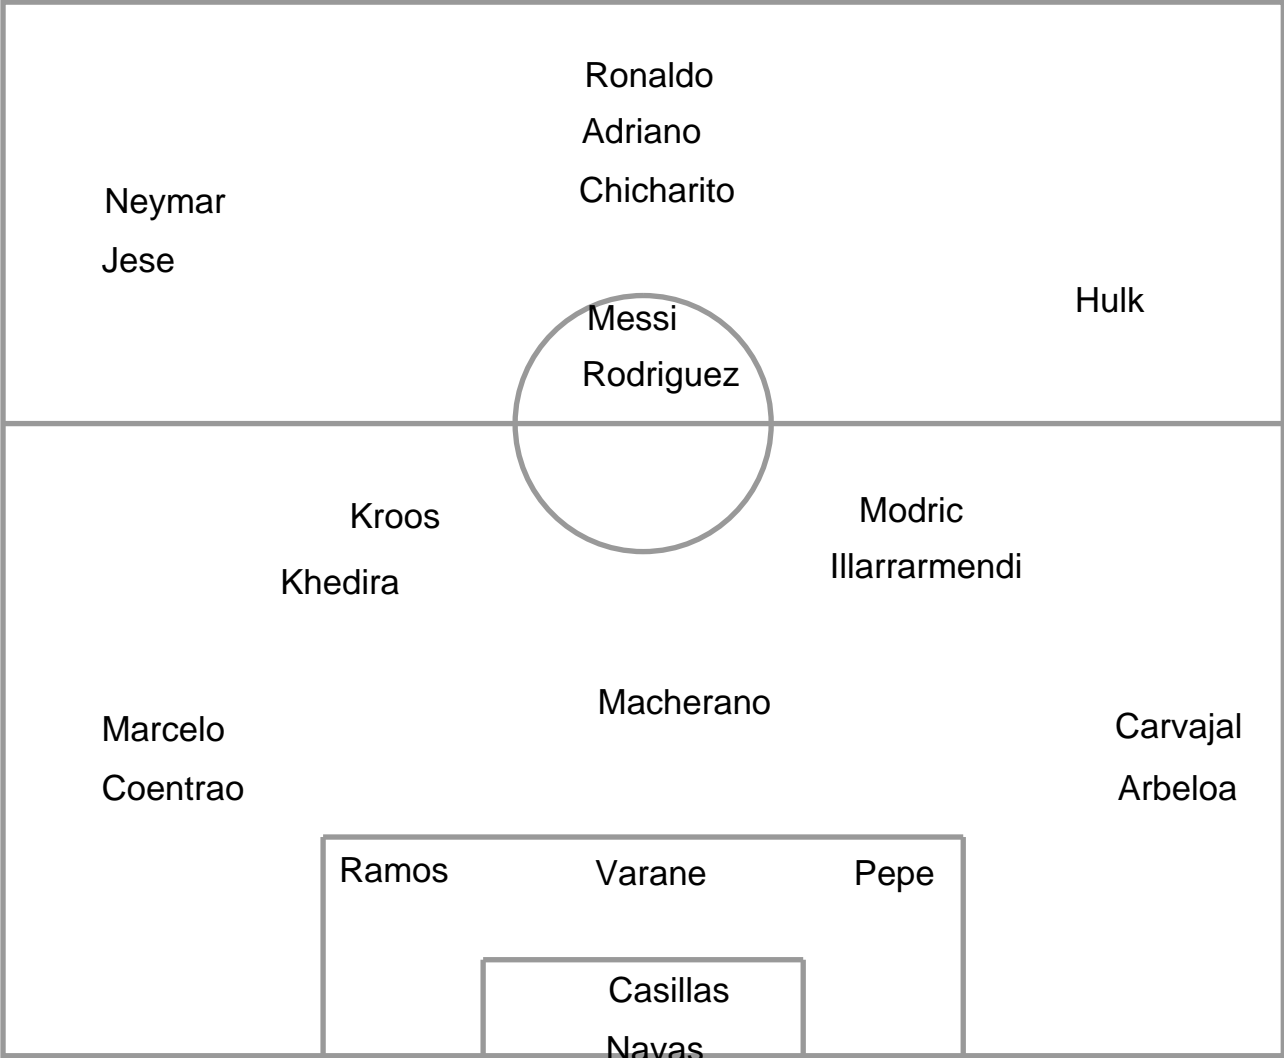 Ronaldo
Adriano
Chicharito
Neymar
Jese
Hulk
Messi
Rodriguez
Kroos
Modric
Khedira
Illarrarmendi
Macherano
Marcelo
Carvajal
Coentrao
Arbeloa
Ramos
Varane
Pepe
Casillas
Navas